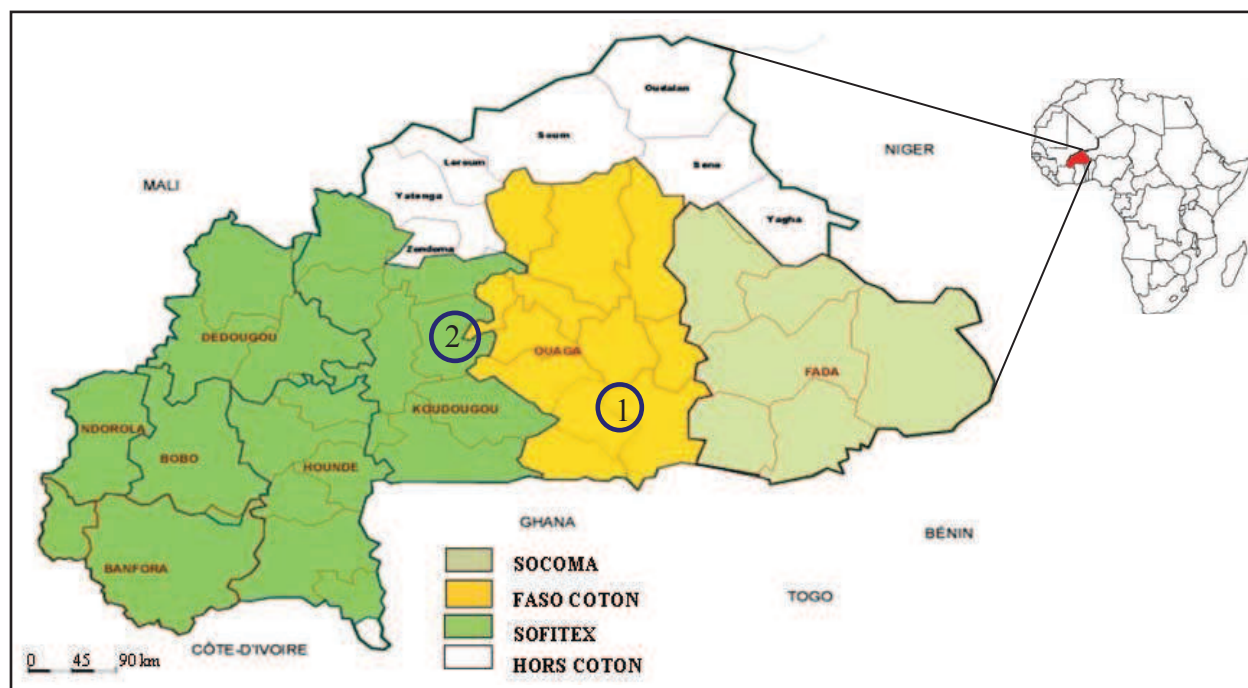 Oudalan
Soum
NIGER
Loroum
Seno
MALI
Yatenga
Yagha
Zondoma
2
DEDOUGOU
OUAGA
FADA
KOUDOUGOU
1
NDOROLA
BOBO
HOUNDE
GHANA
BÉNIN
SOCOMA
BANFORA
FASO COTON
TOGO
SOFITEX
CÔTE-D'IVOIRE
HORS COTON
0 45 90 km